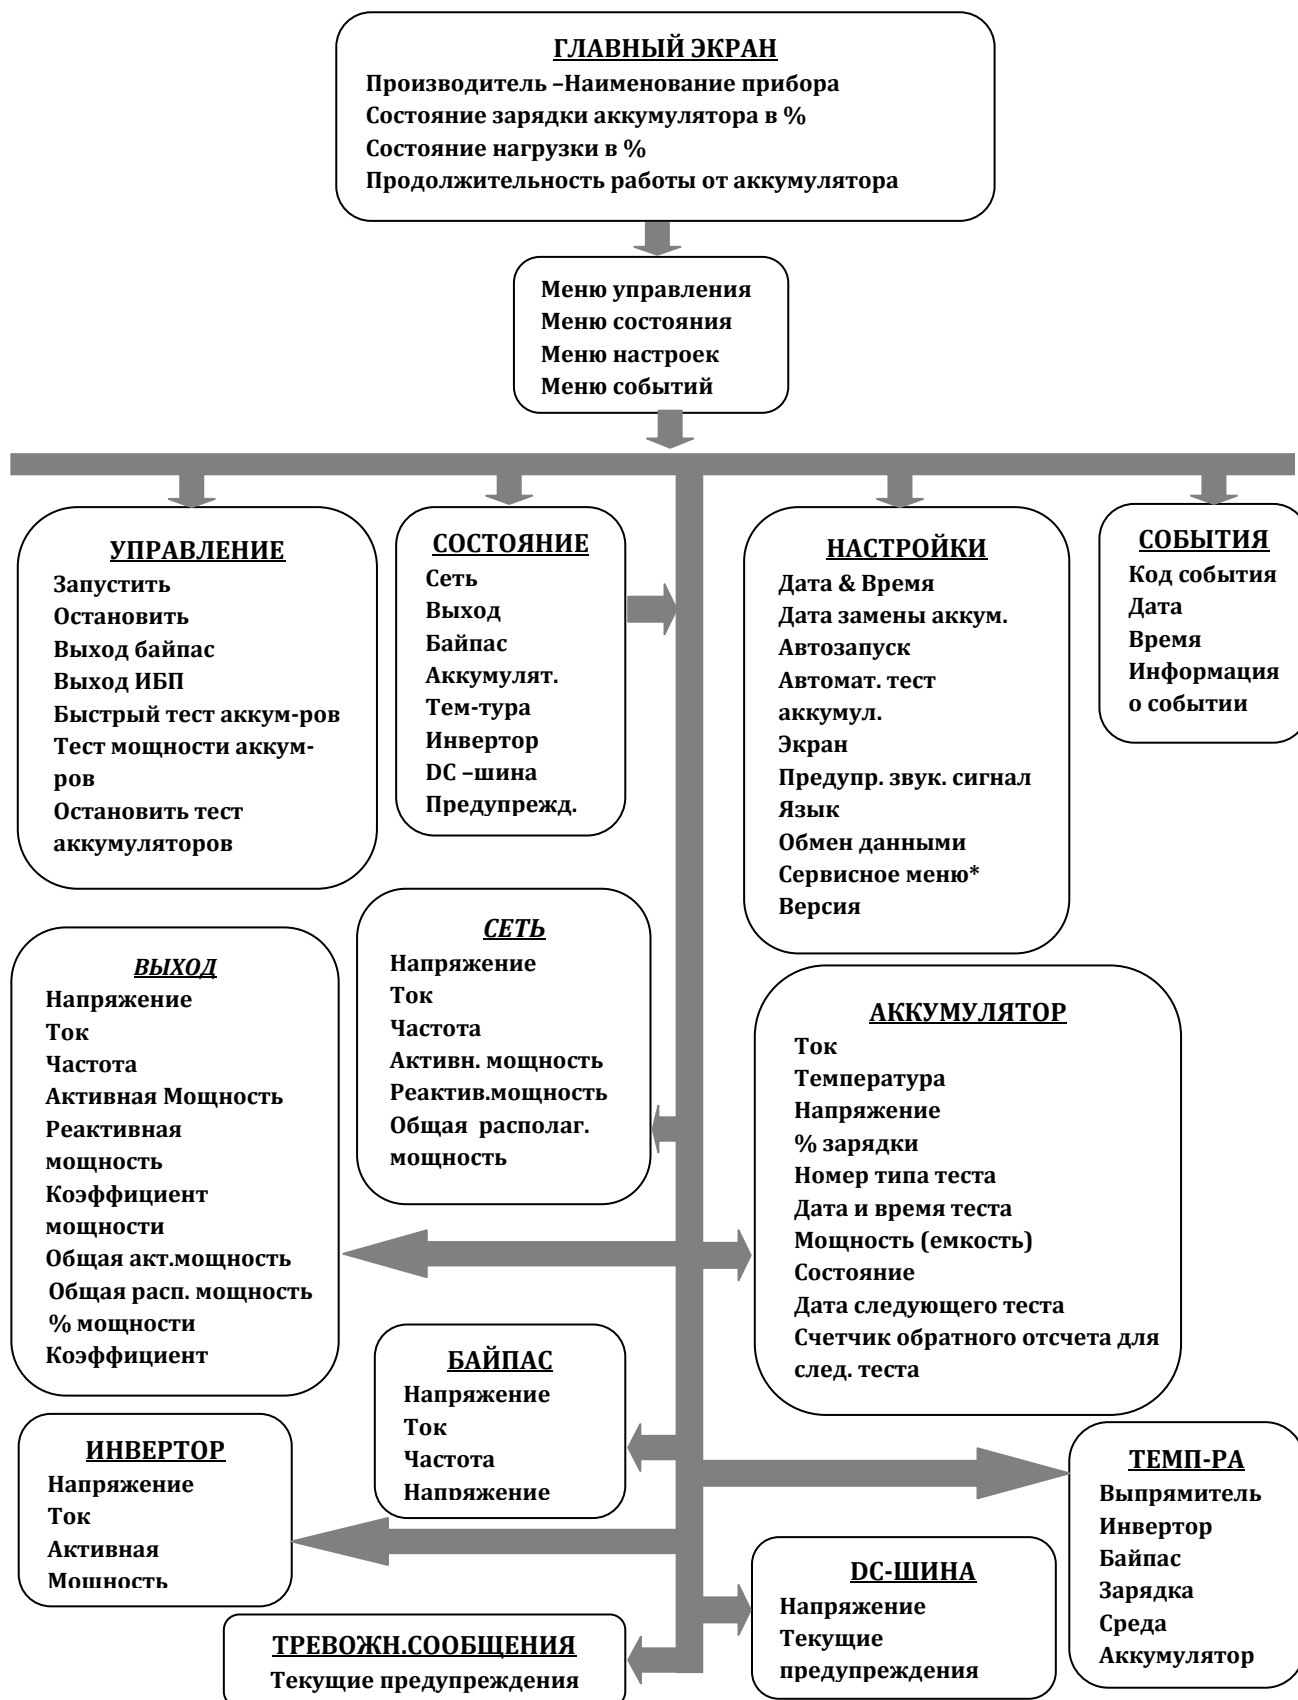 ГЛАВНЫЙ ЭКРАН
Производитель –Наименование прибора
Состояние зарядки аккумулятора в %
Состояние нагрузки в %
Продолжительность работы от аккумулятора
Меню управления
Меню состояния
Меню настроек
Меню событий
УПРАВЛЕНИЕ
Запустить
Остановить
Выход байпас
Выход ИБП
Быстрый тест аккум-ров
Тест мощности аккум-
ров
Остановить тест
аккумуляторов
СОСТОЯНИЕ
Сеть
Выход
Байпас
Аккумулят.
Тем-тура
Инвертор
DC –шина
Предупрежд.
НАСТРОЙКИ
Дата & Время
Дата замены аккум.
Автозапуск
Автомат. тест
аккумул.
Экран
Предупр. звук. сигнал
Язык
Обмен данными
Сервисное меню*
Версия
СОБЫТИЯ
Код события
Дата
Время
Информация
о событии
ВЫХОД
Напряжение
Ток
Частота
Активная Мощность
Реактивная
мощность
Коэффициент
мощности
Общая акт.мощность
Общая расп. мощность
% мощности
Коэффициент
СЕТЬ
Напряжение
Ток
Частота
Активн. мощность
Реактив.мощность
Общая располаг.
мощность
АККУМУЛЯТОР
Ток
Температура
Напряжение
% зарядки
Номер типа теста
Дата и время теста
Мощность (емкость)
Состояние
Дата следующего теста
Счетчик обратного отсчета для
след. теста
БАЙПАС
Напряжение
Ток
Частота
Напряжение
ИНВЕРТОР
Напряжение
Ток
Активная
Мощность
ТЕМП-РА
Выпрямитель
Инвертор
Байпас
Зарядка
Среда
Аккумулятор
DC-ШИНА
Напряжение
Текущие
предупреждения
ТРЕВОЖН.СООБЩЕНИЯ
Текущие предупреждения